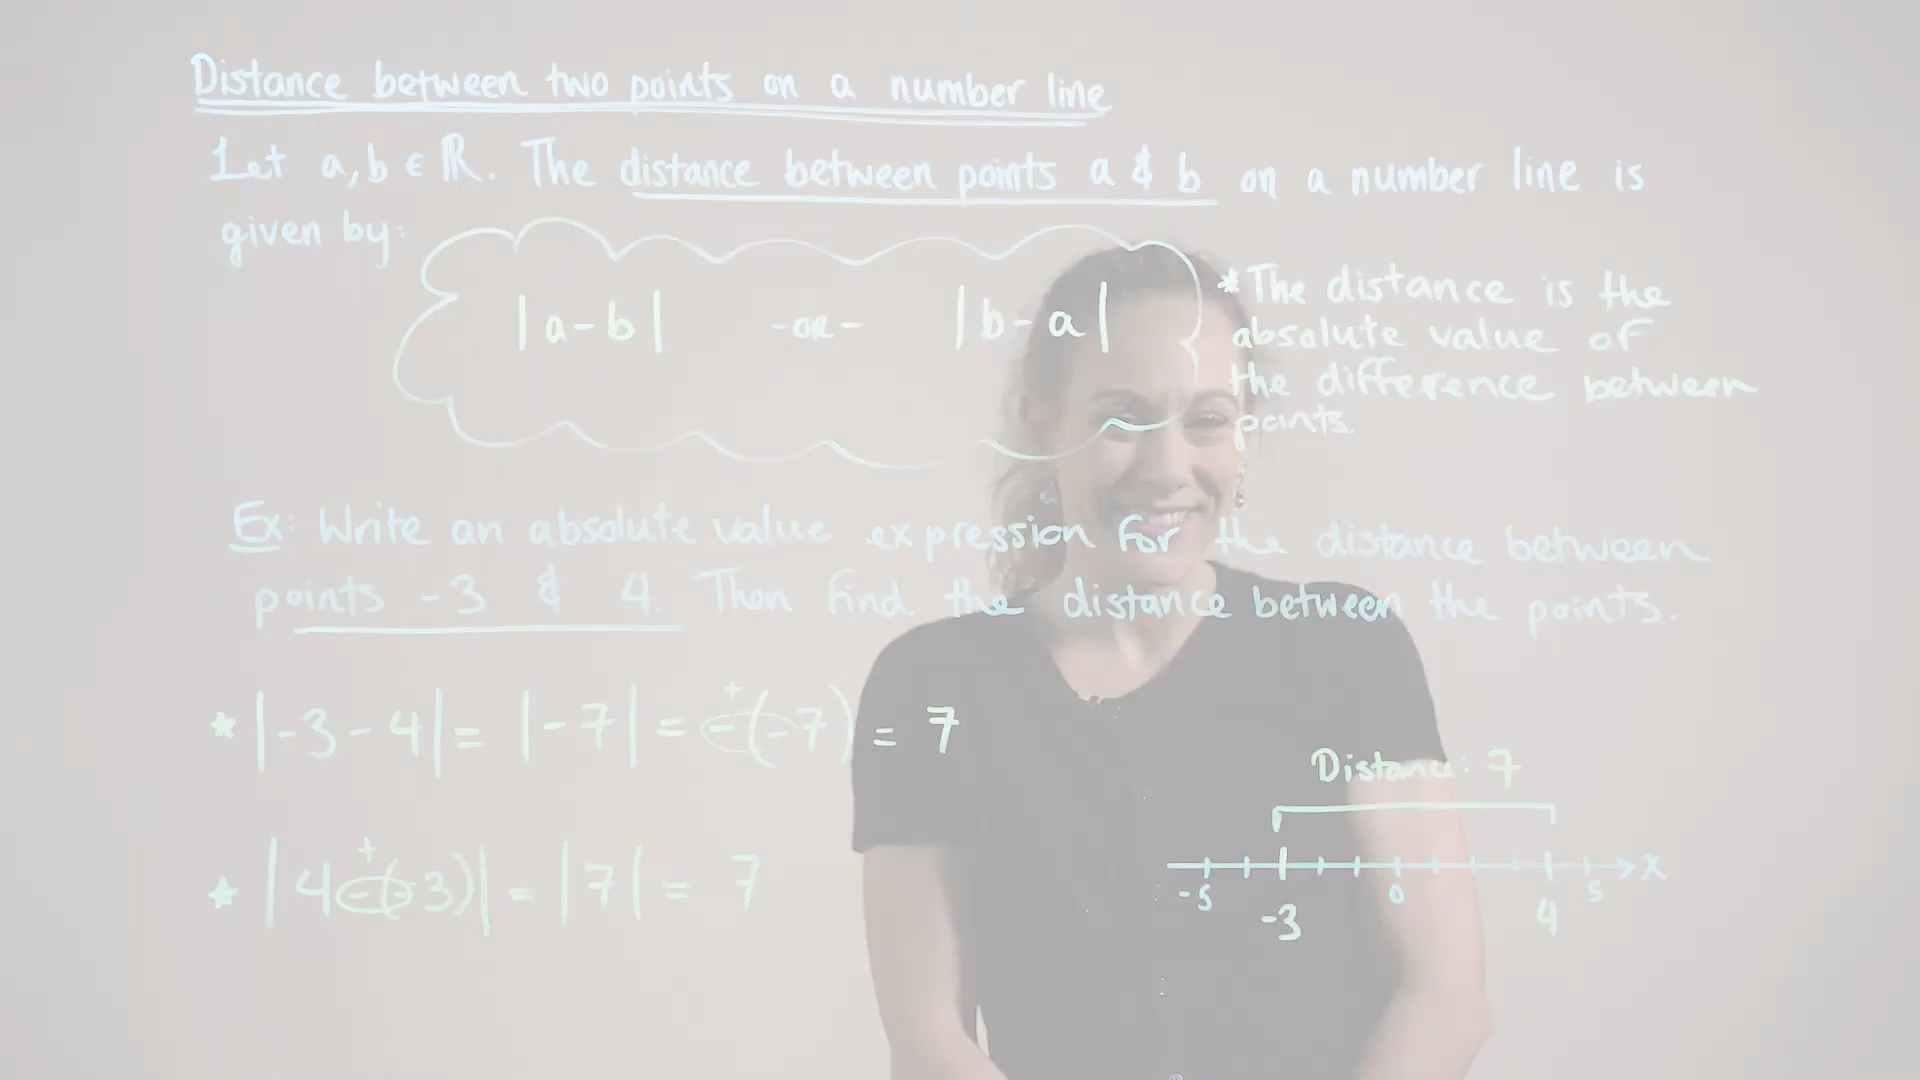 Distance between two points on a number line
Let a, b ∈ ℝ. The distance between points a & b on a number line is
given by:
|a-b| -OR- |b-a|
*The distance is the
absolute value of
the difference between
points.
Ex: Write an absolute value expression for the distance between
points -3 & 4. Then find the distance between the points.
* |-3-4| = |-7| = -(-7) = 7
+
* |4-(-3)| = |7| = 7
+
Distance: 7
-5 0 5 x
-3 4